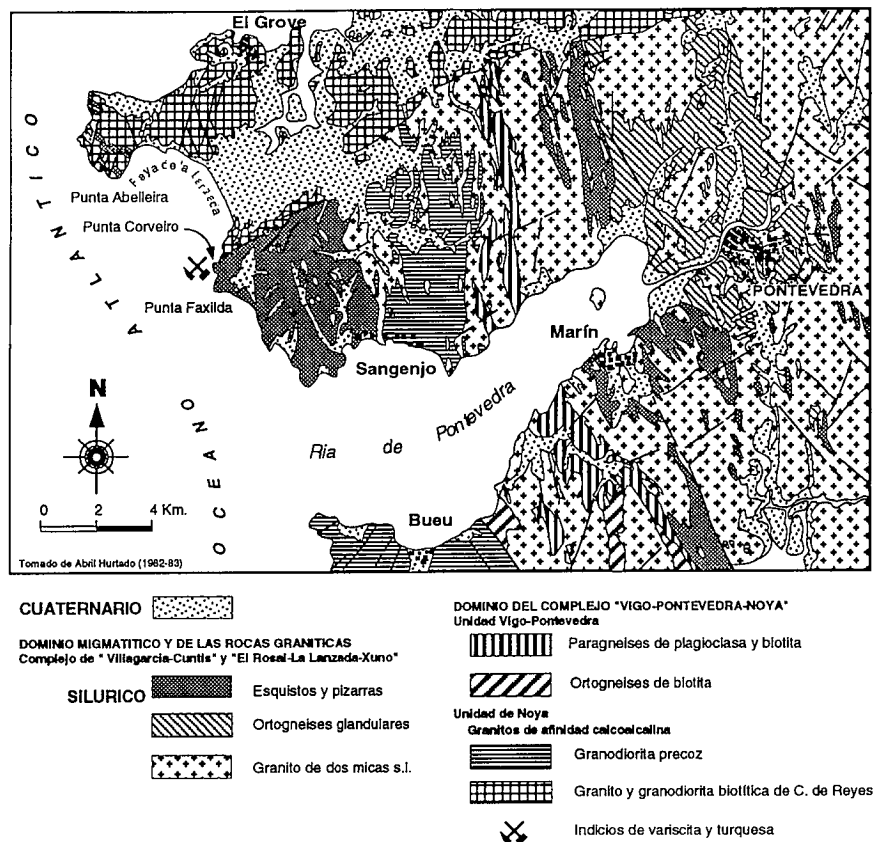 El Grove
ATLANTICO
Playa de la Lanzada
Punta Abelleira
Punta Corveiro
Punta Faxilda
PONTEVEDRA
Marín
Sangenjo
N
Ria de Pontevedra
OCEANO
0 2 4 Km.
Bueu
Tomado de Abril Hurtado (1982-83)
CUATERNARIO
DOMINIO MIGMATITICO Y DE LAS ROCAS GRANITICAS
Complejo de " Villagarcia-Cuntis" y "El Rosal-La Lanzada-Xuno"
SILURICO
Esquistos y pizarras
Ortogneises glandulares
Granito de dos micas s.l.
DOMINIO DEL COMPLEJO "VIGO-PONTEVEDRA-NOYA"
Unidad Vigo-Pontevedra
Paragneises de plagioclasa y biotita
Ortogneises de biotita
Unidad de Noya
Granitos de afinidad calcoalcalina
Granodiorita precoz
Granito y granodiorita biotítica de C. de Reyes
Indicios de variscita y turquesa